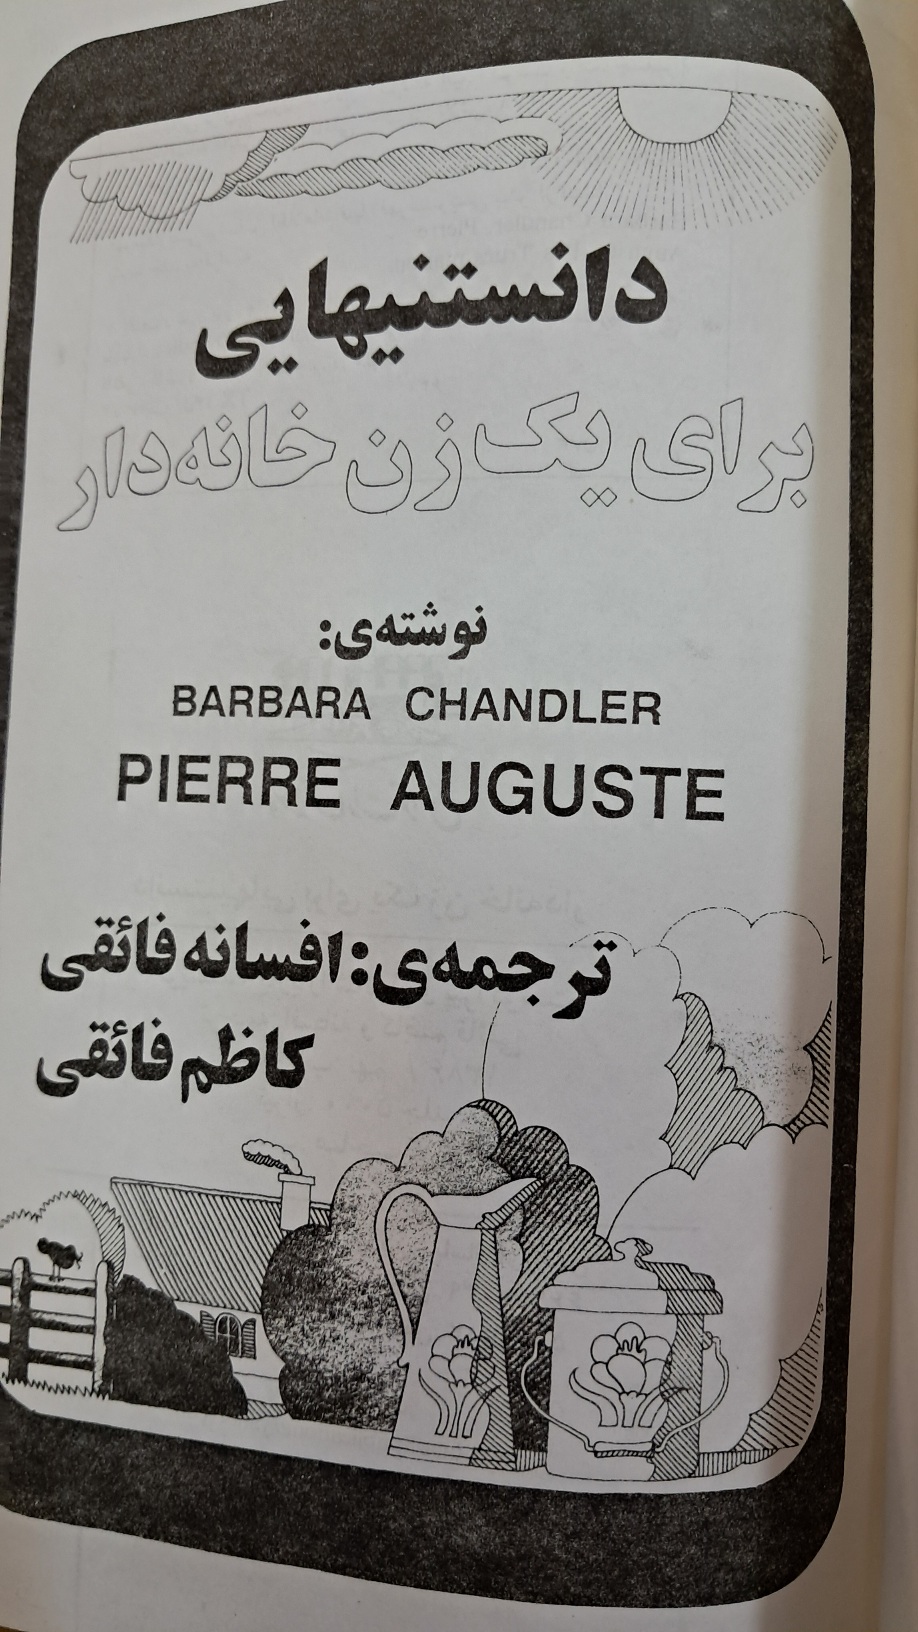 دانستنیهایی
برای یک زن خانه‌دار
نوشته‌ی:
BARBARA CHANDLER
PIERRE AUGUSTE
ترجمه‌ی: افسانه فائقی
کاظم فائقی